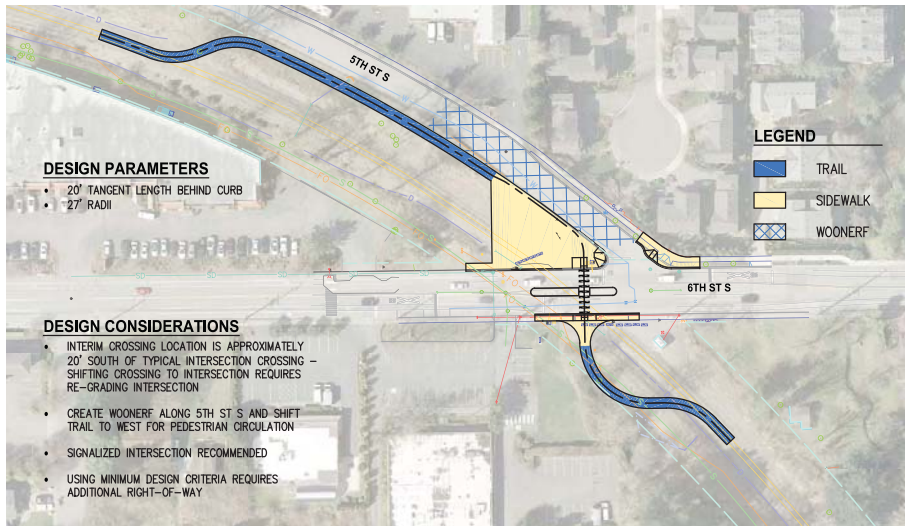 5TH ST S
DESIGN PARAMETERS
• 20' TANGENT LENGTH BEHIND CURB
• 27' RADII
LEGEND
TRAIL
SIDEWALK
WOONERF
6TH ST S
DESIGN CONSIDERATIONS
• INTERIM CROSSING LOCATION IS APPROXIMATELY
20' SOUTH OF TYPICAL INTERSECTION CROSSING –
SHIFTING CROSSING TO INTERSECTION REQUIRES
RE-GRADING INTERSECTION
• CREATE WOONERF ALONG 5TH ST S AND SHIFT
TRAIL TO WEST FOR PEDESTRIAN CIRCULATION
• SIGNALIZED INTERSECTION RECOMMENDED
• USING MINIMUM DESIGN CRITERIA REQUIRES
ADDITIONAL RIGHT-OF-WAY